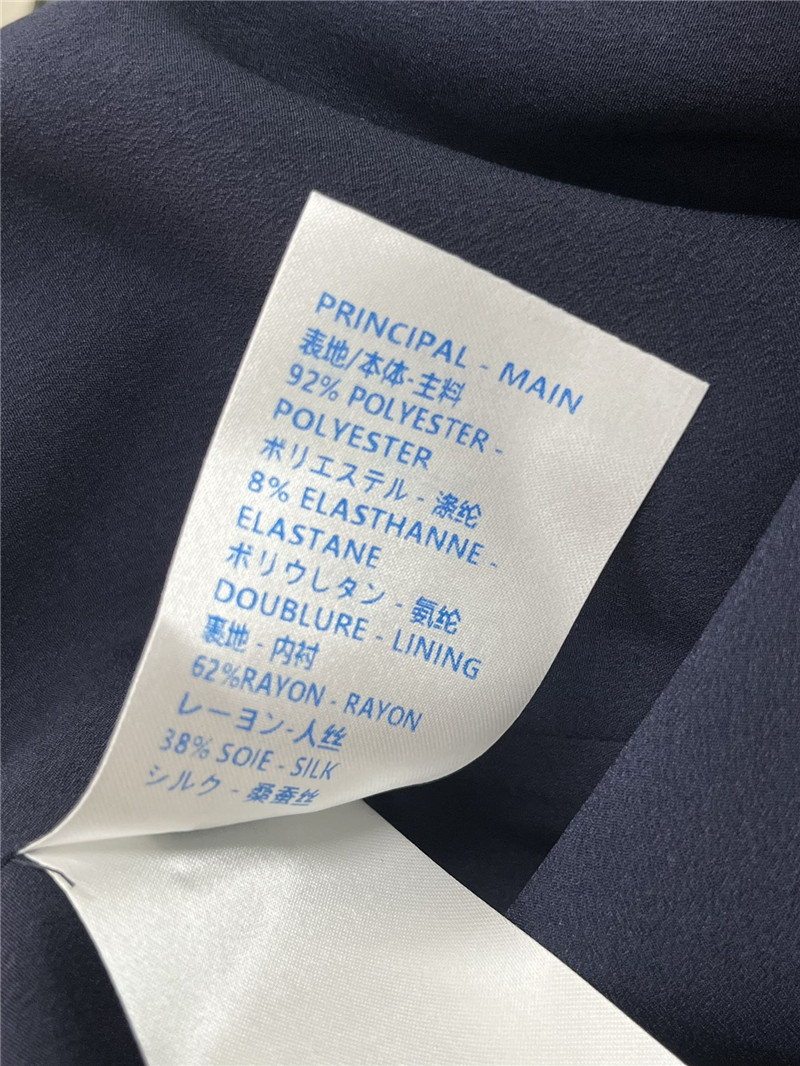 PRINCIPAL - MAIN
表地/本体-主料
92% POLYESTER -
POLYESTER
ポリエステル - 涤纶
8% ELASTHANNE -
ELASTANE
ポリウレタン - 氨纶
DOUBLURE - LINING
裏地 - 内衬
62%RAYON - RAYON
レーヨン-人丝
38% SOIE - SILK
シルク - 桑蚕丝